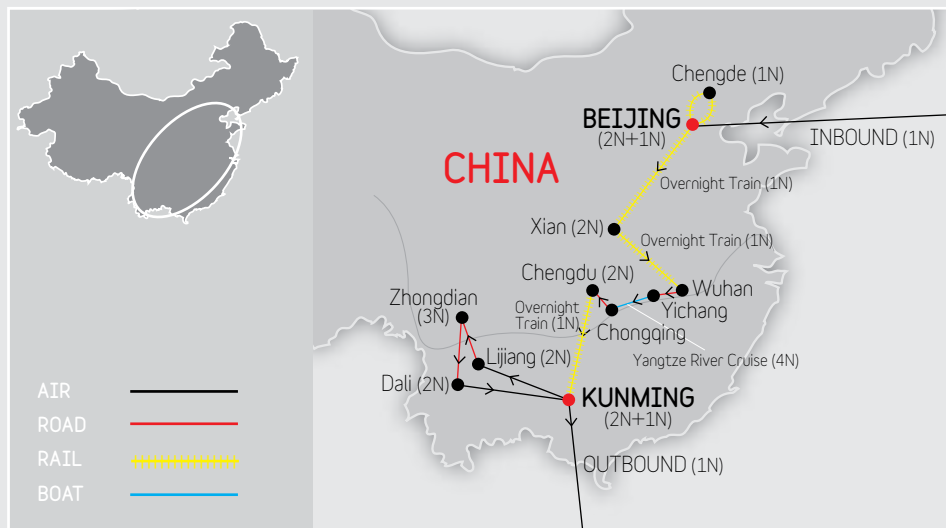 Chengde (1N)
BEIJING
(2N+1N)
INBOUND (1N)
CHINA
Overnight Train (1N)
Xian (2N)
Overnight Train (1N)
Chengdu (2N)
Wuhan
Zhongdian
(3N)
Overnight
Train (1N)
Yichang
Chongqing
Lijiang (2N)
Yangtze River Cruise (4N)
Dali (2N)
KUNMING
(2N+1N)
OUTBOUND (1N)
AIR
ROAD
RAIL
BOAT